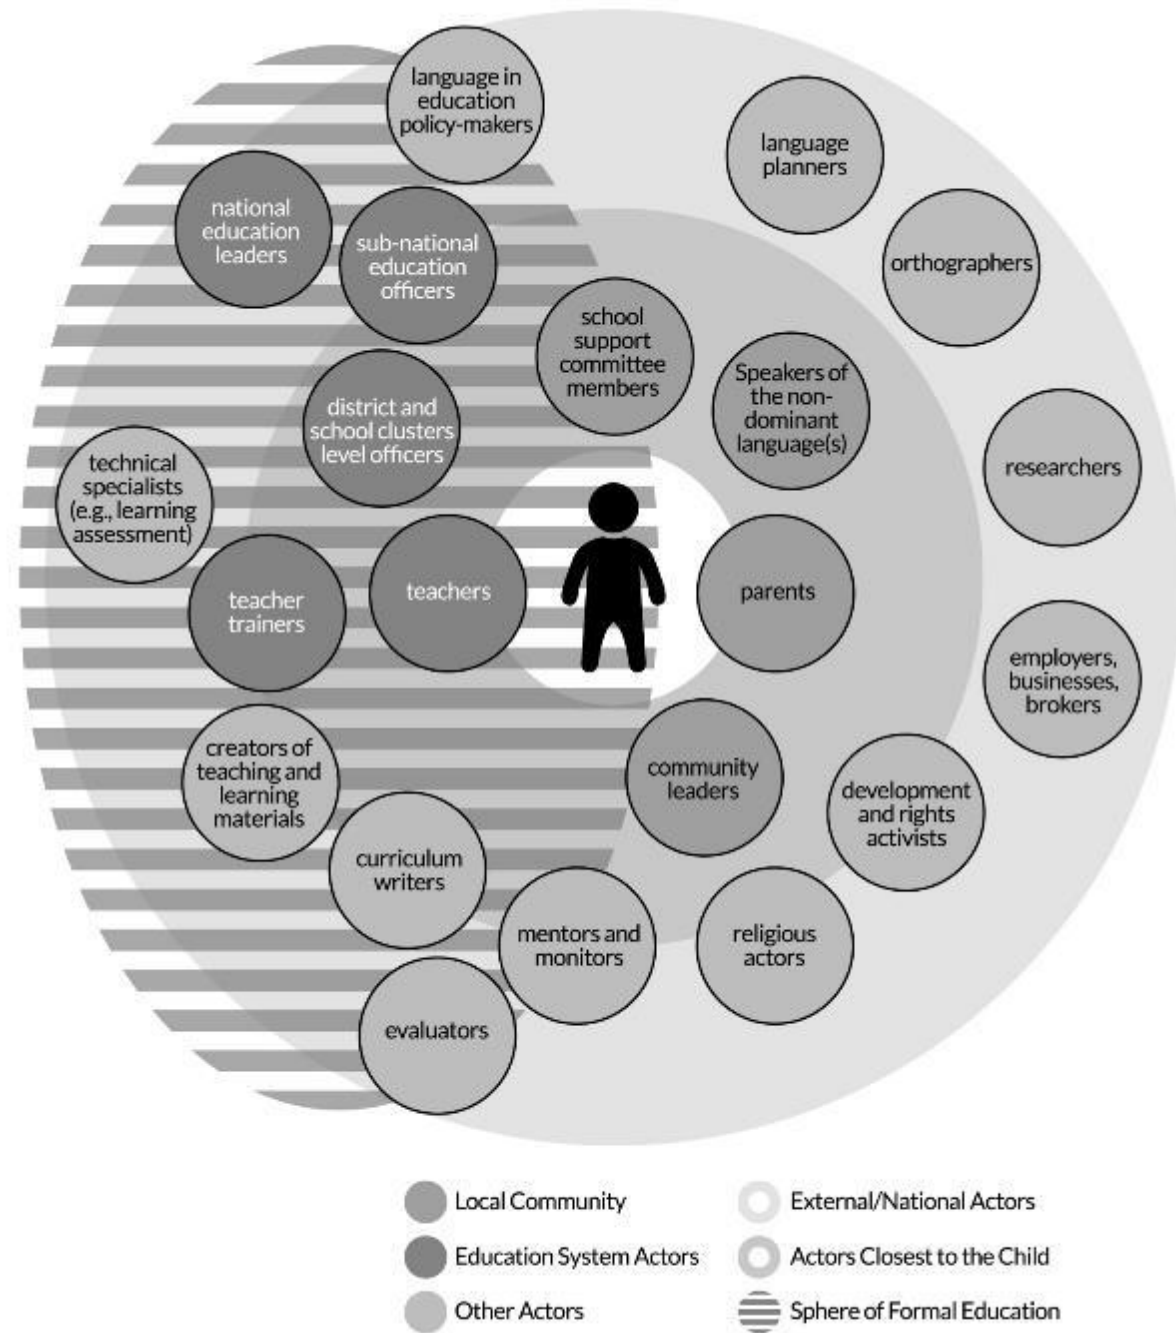 language in
education
policy-makers
language
planners
national
education
leaders
sub-national
education
officers
orthographers
school
support
committee
members
Speakers of
the non-
dominant
language(s)
district and
school clusters
level officers
technical
specialists
(e.g., learning
assessment)
researchers
teacher
trainers
teachers
parents
employers,
businesses,
brokers
creators of
teaching and
learning
materials
community
leaders
development
and rights
activists
curriculum
writers
mentors and
monitors
religious
actors
evaluators
Local Community
Education System Actors
Other Actors
External/National Actors
Actors Closest to the Child
Sphere of Formal Education